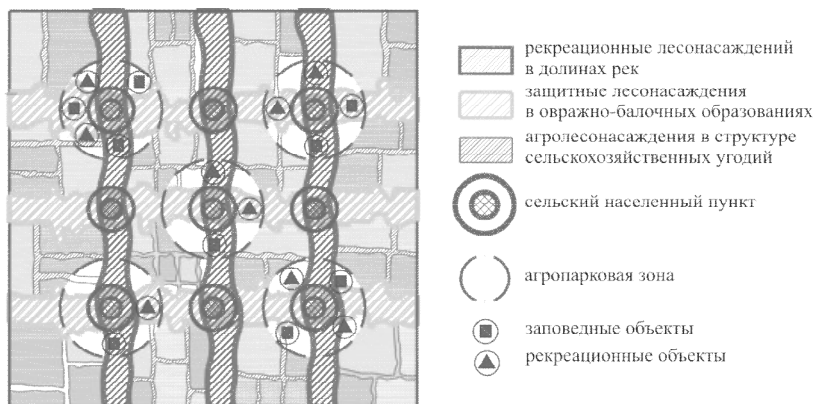 рекреационные лесонасаждений
в долинах рек
защитные лесонасаждения
в овражно-балочных образованиях
агролесонасаждения в структуре
сельскохозяйственных угодий
сельский населенный пункт
агропарковая зона
заповедные объекты
рекреационные объекты